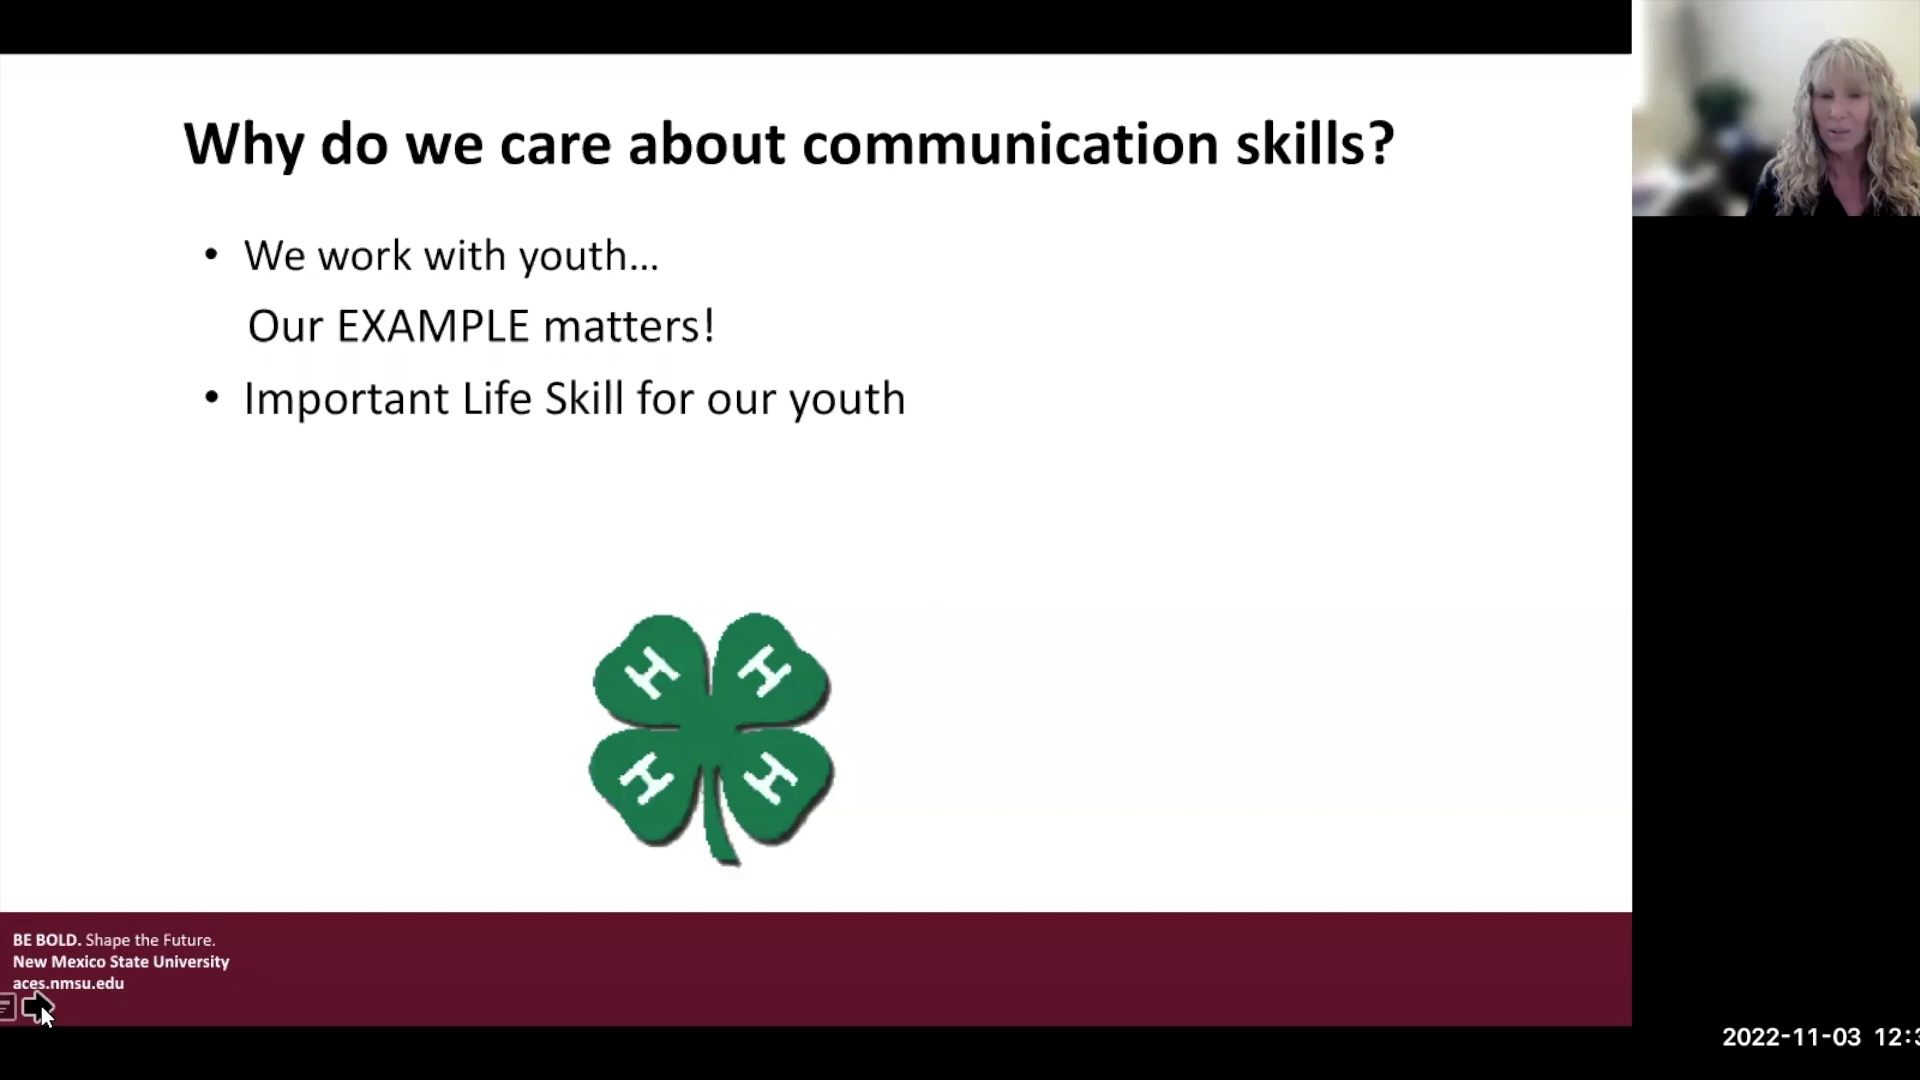 Why do we care about communication skills?
• We work with youth...
Our EXAMPLE matters!
• Important Life Skill for our youth
H H
H H
BE BOLD. Shape the Future.
New Mexico State University
aces.nmsu.edu
2022-11-03 12:3